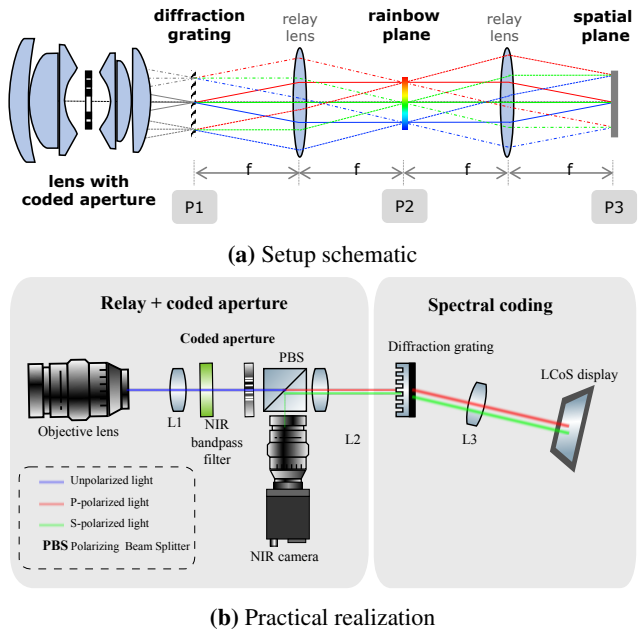 diffraction
grating
relay
lens
rainbow
plane
relay
lens
spatial
plane
lens with
coded aperture
f
f
f
f
P1
P2
P3
(a) Setup schematic
Relay + coded aperture
Spectral coding
Coded aperture
PBS
Diffraction grating
LCoS display
Objective lens
L1
NIR
bandpass
filter
L2
L3
Unpolarized light
P-polarized light
S-polarized light
PBS Polarizing Beam Splitter
NIR camera
(b) Practical realization